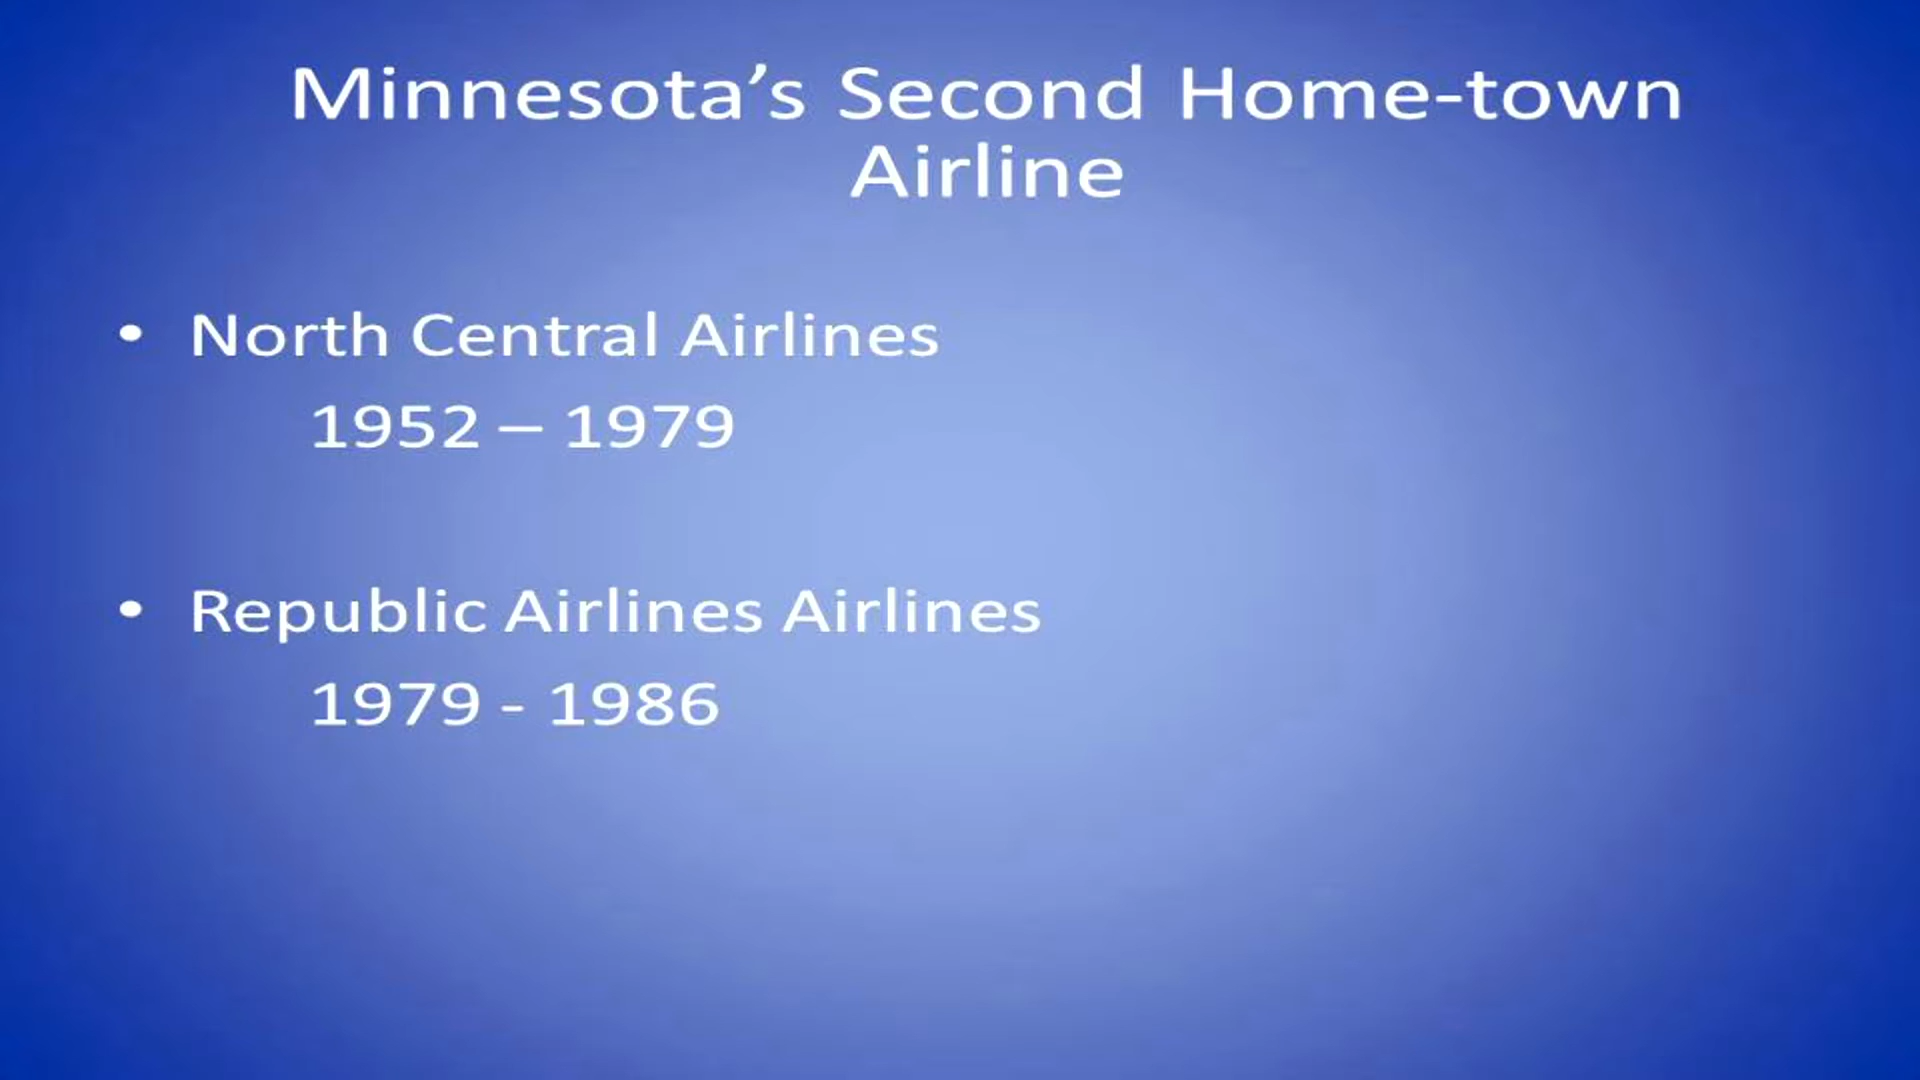 Minnesota’s Second Home-town
Airline
• North Central Airlines
1952 – 1979
• Republic Airlines Airlines
1979 - 1986